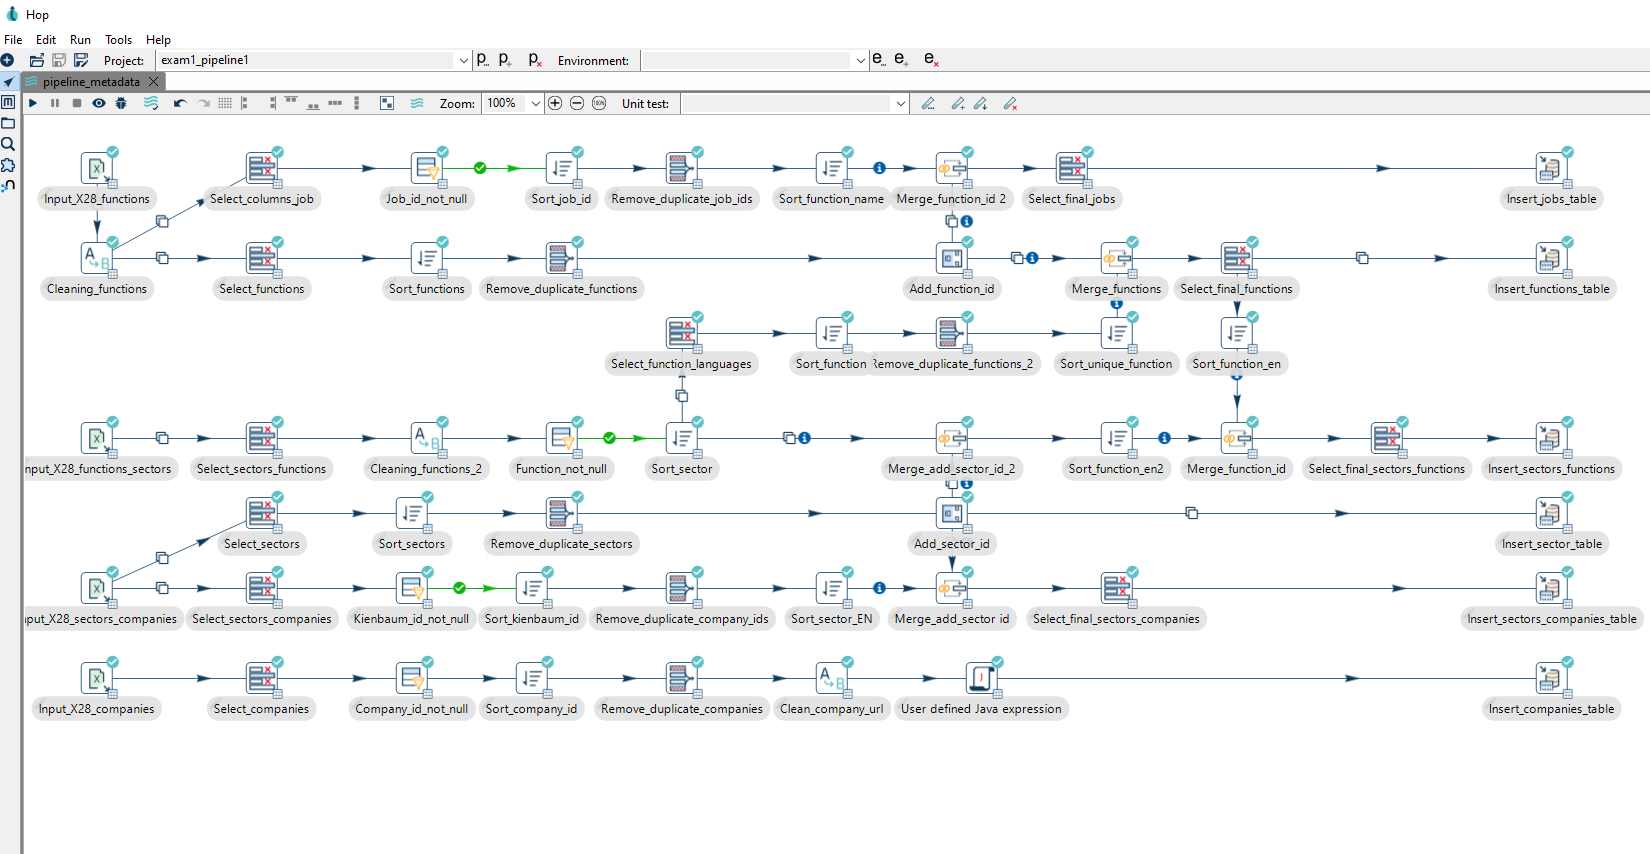 Hop
File Edit Run Tools Help
Project: exam1_pipeline1 Environment:
pipeline_metadata
Zoom: 100% Unit test:
Input_X28_functions Select_columns_job Job_id_not_null Sort_job_id Remove_duplicate_job_ids Sort_function_name Merge_function_id 2 Select_final_jobs Insert_jobs_table
Cleaning_functions Select_functions Sort_functions Remove_duplicate_functions Add_function_id Merge_functions Select_final_functions Insert_functions_table
Select_function_languages Sort_function Remove_duplicate_functions_2 Sort_unique_function Sort_function_en
nput_X28_functions_sectors Select_sectors_functions Cleaning_functions_2 Function_not_null Sort_sector Merge_add_sector_id_2 Sort_function_en2 Merge_function_id Select_final_sectors_functions Insert_sectors_functions
Select_sectors Sort_sectors Remove_duplicate_sectors Add_sector_id Insert_sector_table
put_X28_sectors_companies Select_sectors_companies Kienbaum_id_not_null Sort_kienbaum_id Remove_duplicate_company_ids Sort_sector_EN Merge_add_sector id Select_final_sectors_companies Insert_sectors_companies_table
Input_X28_companies Select_companies Company_id_not_null Sort_company_id Remove_duplicate_companies Clean_company_url User defined Java expression Insert_companies_table